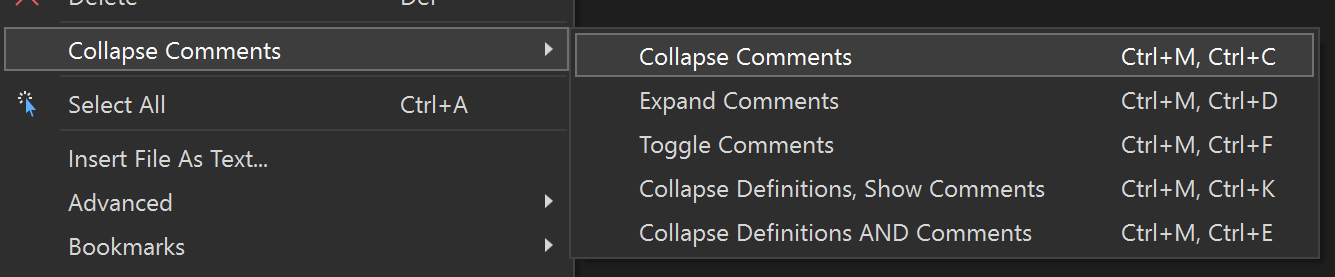 Delete Del
Collapse Comments
Select All Ctrl+A
Insert File As Text...
Advanced
Bookmarks
Collapse Comments Ctrl+M, Ctrl+C
Expand Comments Ctrl+M, Ctrl+D
Toggle Comments Ctrl+M, Ctrl+F
Collapse Definitions, Show Comments Ctrl+M, Ctrl+K
Collapse Definitions AND Comments Ctrl+M, Ctrl+E